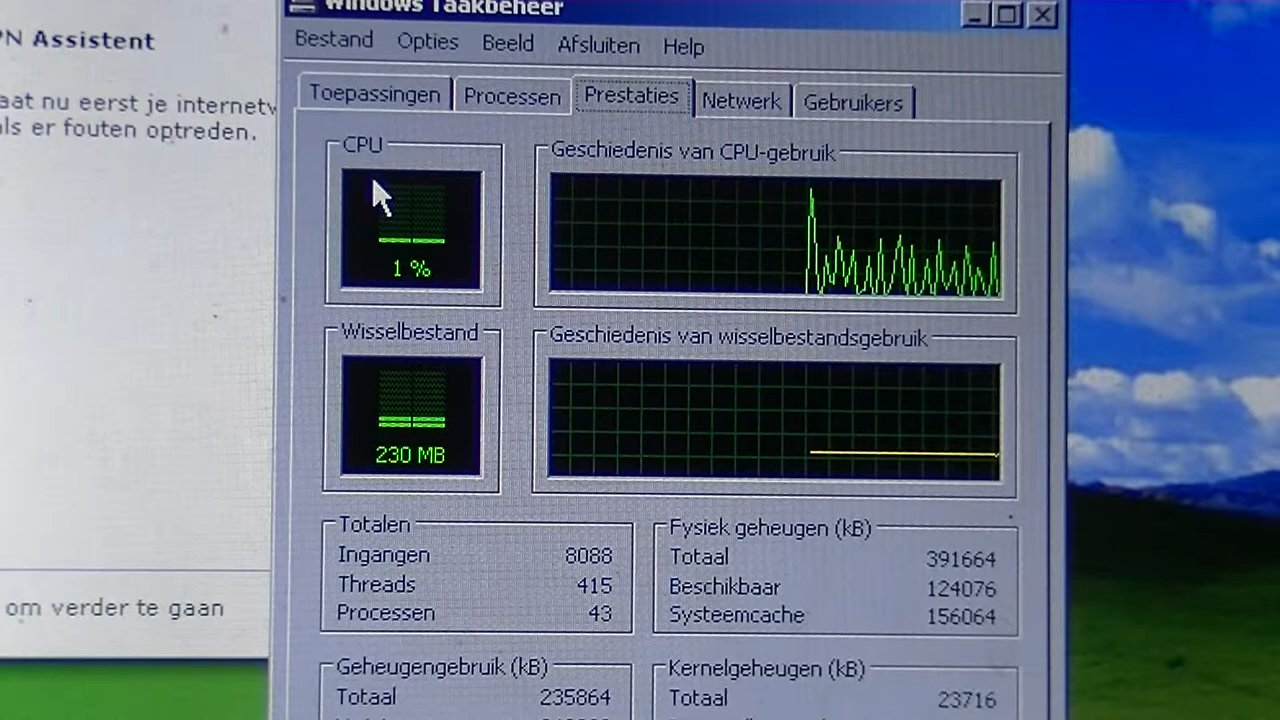 Windows Taakbeheer
PN Assistent
aat nu eerst je internetv
als er fouten optreden.
om verder te gaan
Bestand Opties Beeld Afsluiten Help
Toepassingen Processen Prestaties Netwerk Gebruikers
CPU
1 %
Geschiedenis van CPU-gebruik
Wisselbestand
230 MB
Geschiedenis van wisselbestandsgebruik
Totalen
Ingangen 8088
Threads 415
Processen 43
Fysiek geheugen (kB)
Totaal 391664
Beschikbaar 124076
Systeemcache 156064
Geheugengebruik (kB)
Totaal 235864
Kernelgeheugen (kB)
Totaal 23716